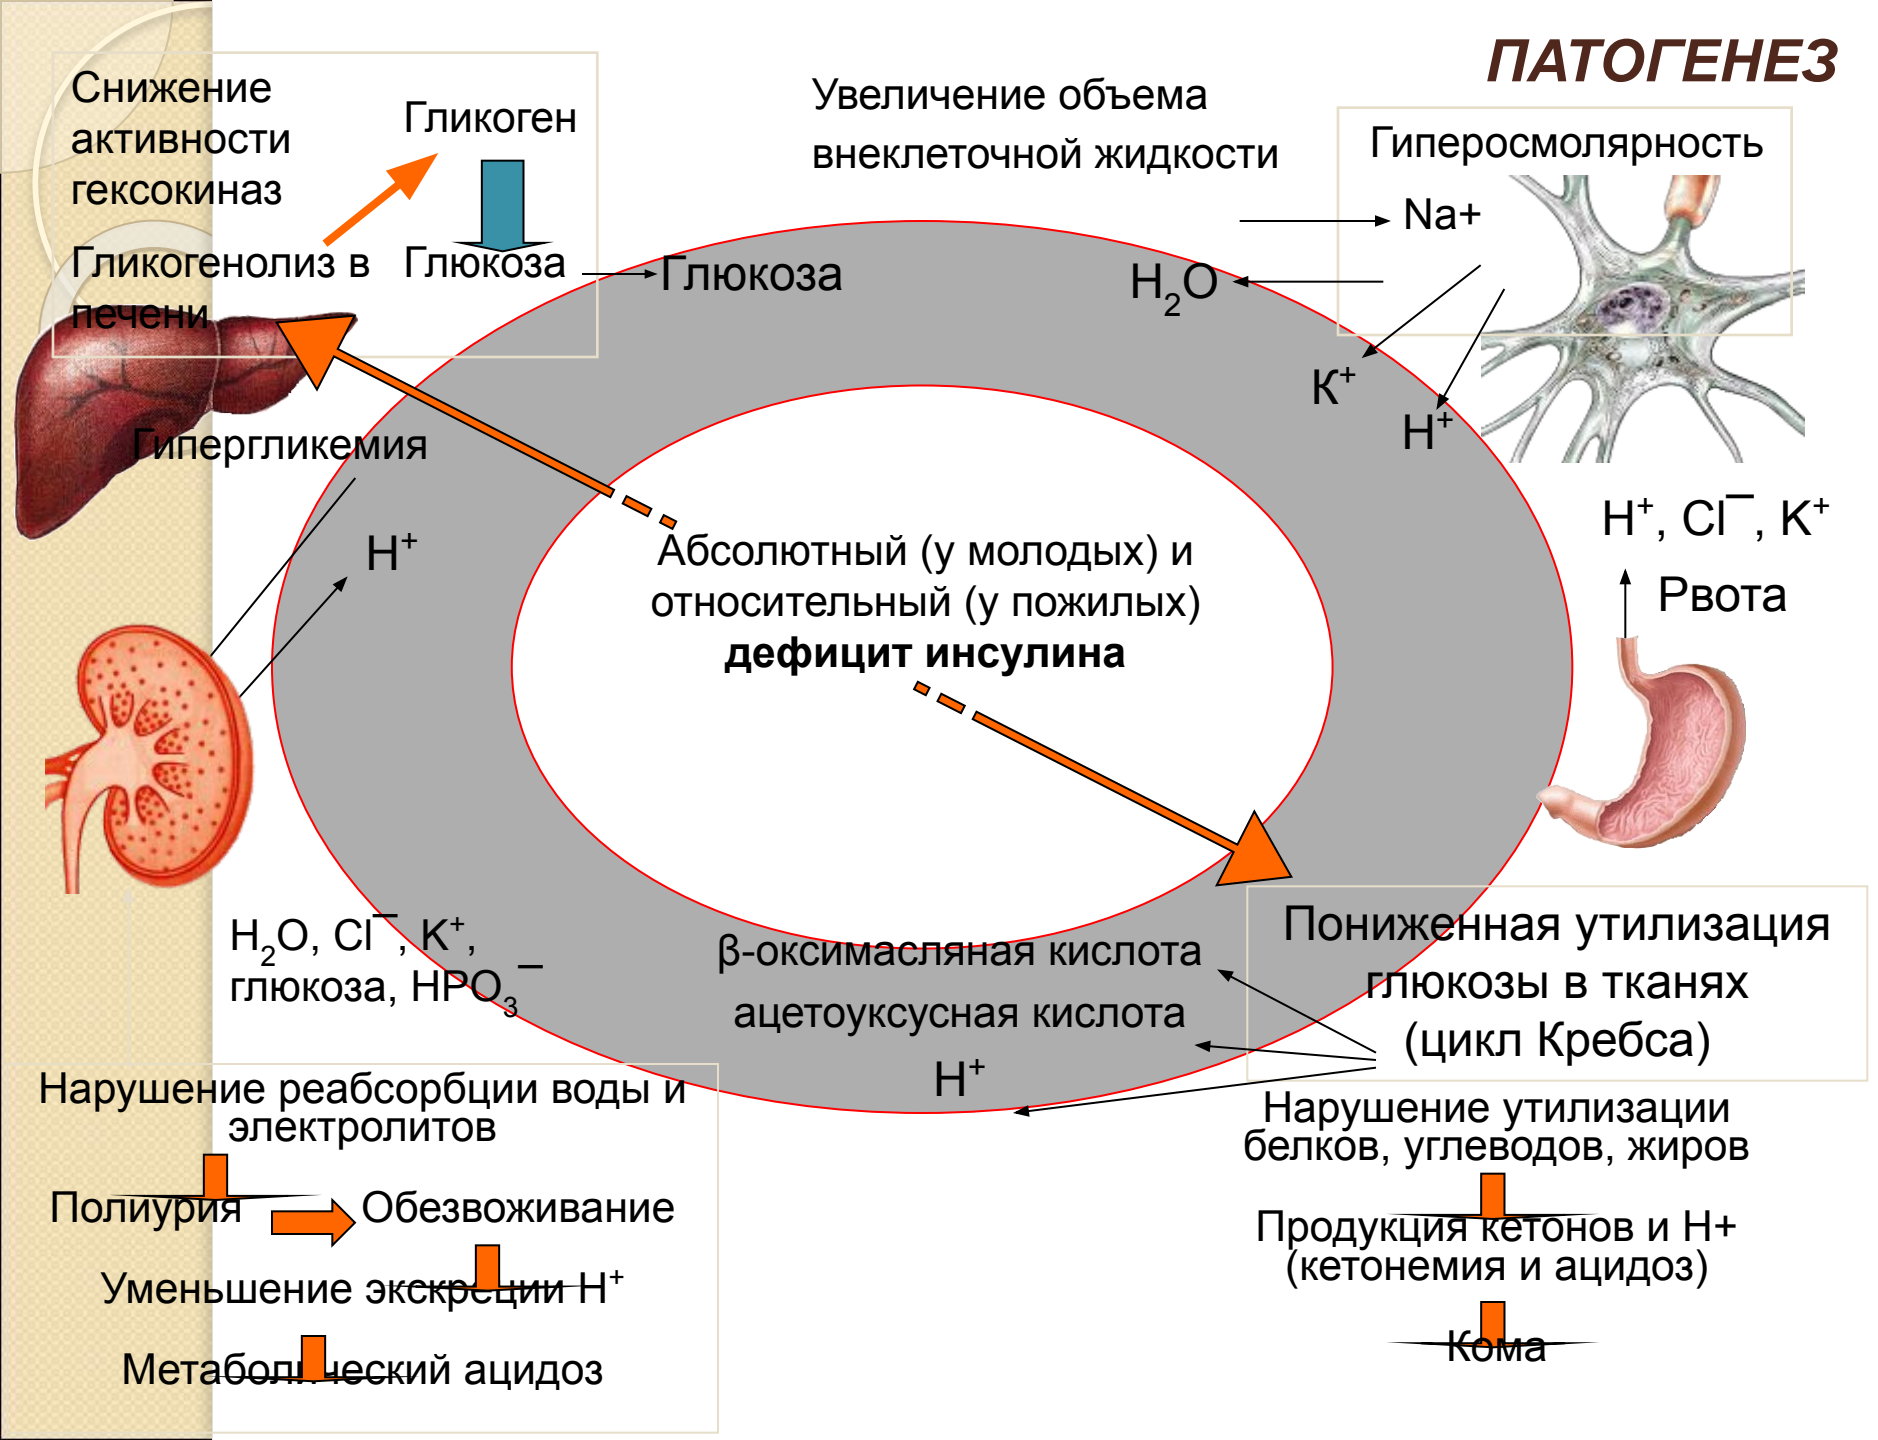 ПАТОГЕНЕЗ
Снижение
активности
гексокиназ
Гликоген
Гликогенолиз в
печени
Глюкоза
Глюкоза
Увеличение объема
внеклеточной жидкости
Гиперосмолярность
Na+
H₂O
К⁺
H⁺
Гипергликемия
H⁺
H⁺, Cl¯, K⁺
Рвота
Абсолютный (у молодых) и
относительный (у пожилых)
дефицит инсулина
H₂O, Cl¯, K⁺,
глюкоза, HPO₃¯
β-оксимасляная кислота
ацетоуксусная кислота
H⁺
Пониженная утилизация
глюкозы в тканях
(цикл Кребса)
Нарушение реабсорбции воды и
электролитов
Полиурия
Обезвоживание
Уменьшение экскреции H⁺
Метаболический ацидоз
Нарушение утилизации
белков, углеводов, жиров
Продукция кетонов и H+
(кетонемия и ацидоз)
Кома